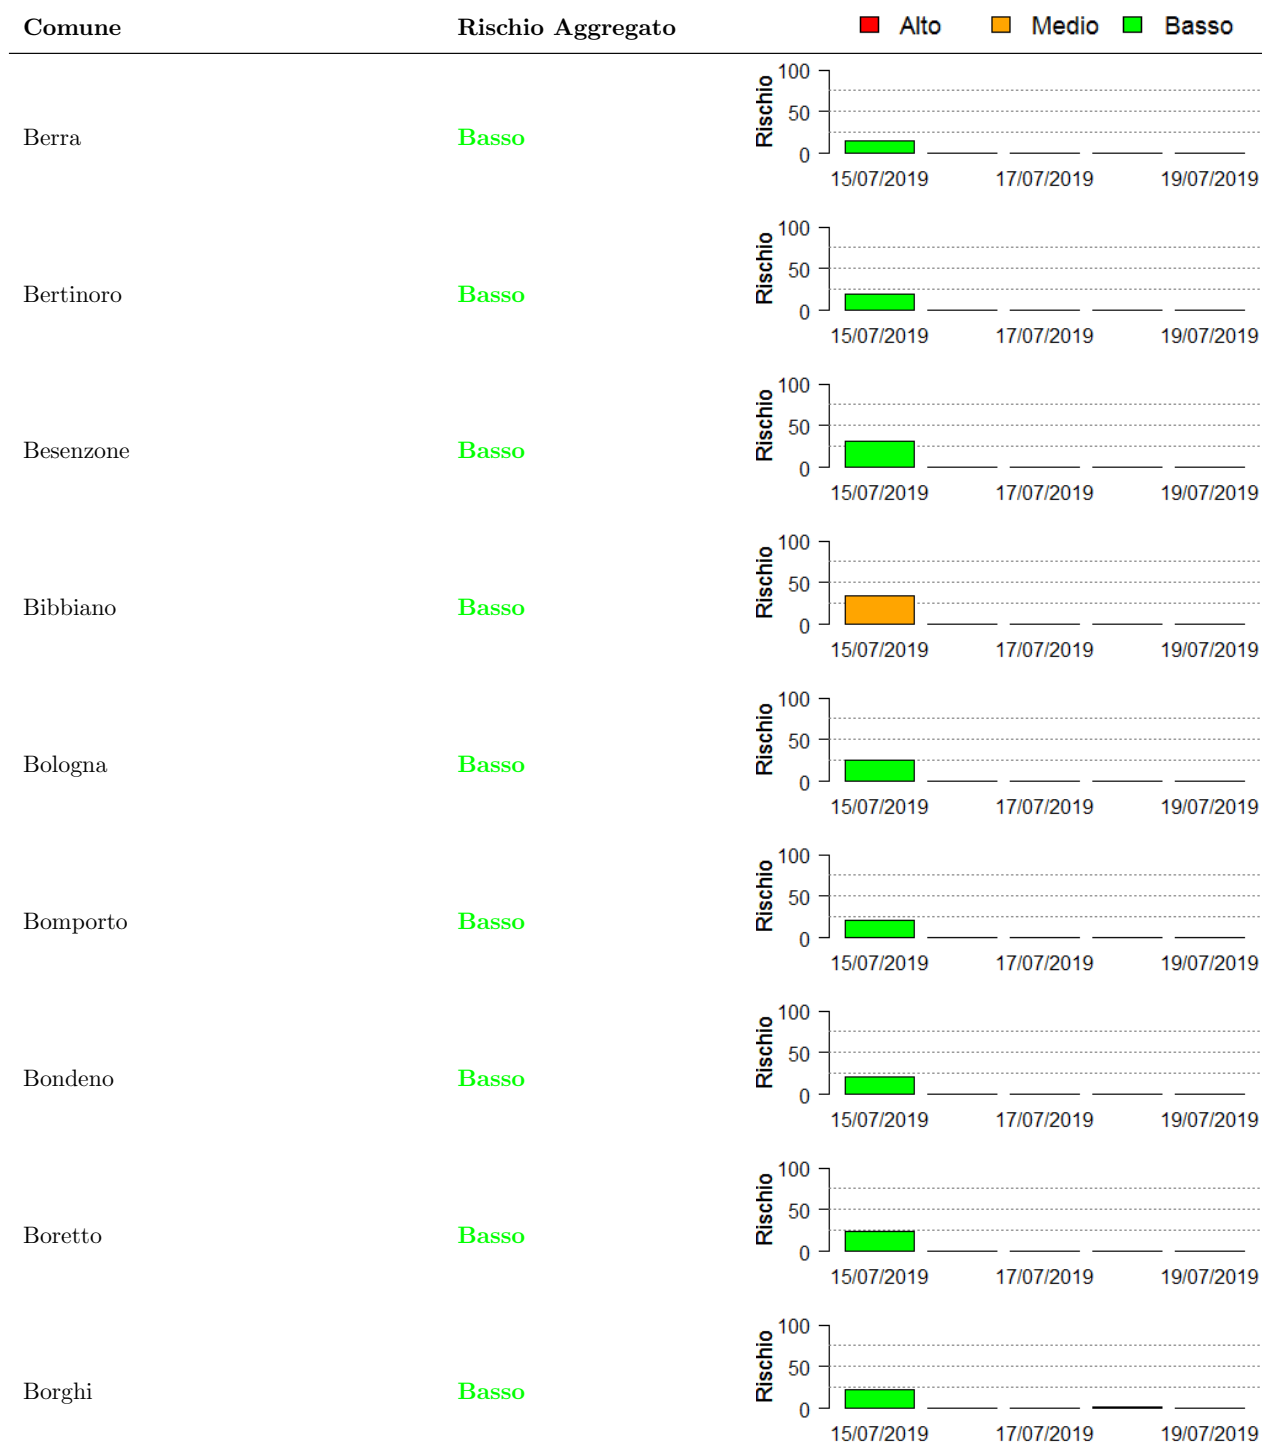 Comune Rischio Aggregato Alto Medio Basso
100
50
0
Rischio
Berra Basso
15/07/2019 17/07/2019 19/07/2019
100
50
0
Rischio
Bertinoro Basso
15/07/2019 17/07/2019 19/07/2019
100
50
0
Rischio
Besenzone Basso
15/07/2019 17/07/2019 19/07/2019
100
50
0
Rischio
Bibbiano Basso
15/07/2019 17/07/2019 19/07/2019
100
50
0
Rischio
Bologna Basso
15/07/2019 17/07/2019 19/07/2019
100
50
0
Rischio
Bomporto Basso
15/07/2019 17/07/2019 19/07/2019
100
50
0
Rischio
Bondeno Basso
15/07/2019 17/07/2019 19/07/2019
100
50
0
Rischio
Boretto Basso
15/07/2019 17/07/2019 19/07/2019
100
50
0
Rischio
Borghi Basso
15/07/2019 17/07/2019 19/07/2019